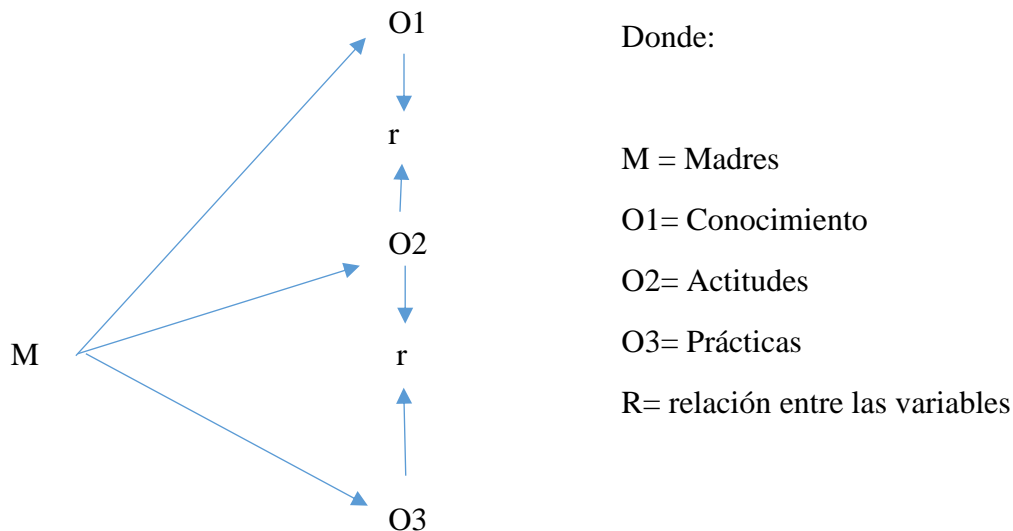 O1
r
O2
M
r
O3
Donde:
M = Madres
O1= Conocimiento
O2= Actitudes
O3= Prácticas
R= relación entre las variables